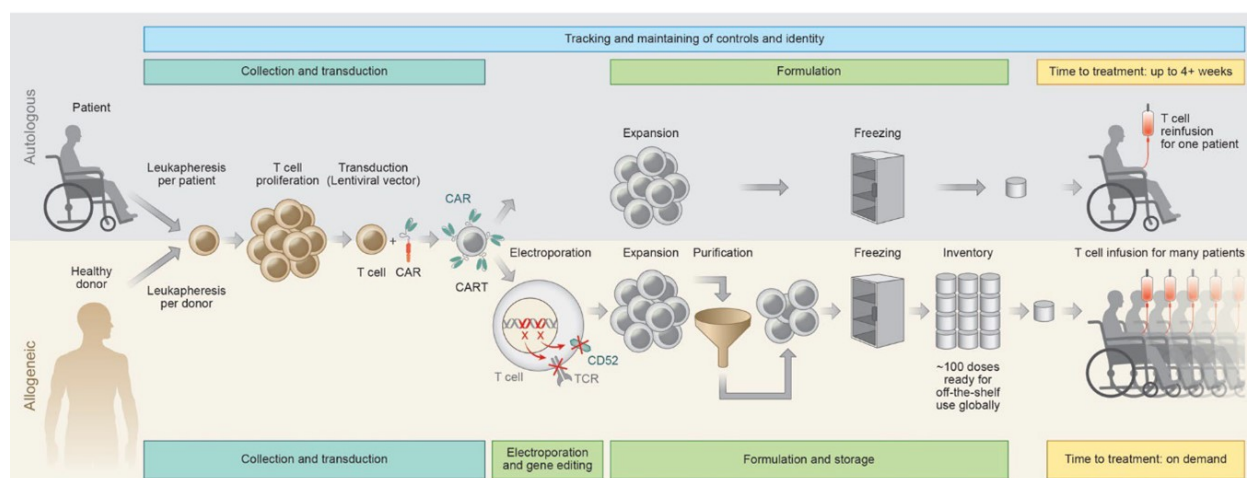 Tracking and maintaining of controls and identity
Collection and transduction
Formulation
Time to treatment: up to 4+ weeks
Autologous
Patient
Leukapheresis
per patient
T cell
proliferation
Transduction
(Lentiviral vector)
CAR
Expansion
Freezing
T cell
reinfusion
for one patient
+
T cell
CAR
CART
Allogeneic
Healthy
donor
Leukapheresis
per donor
Electroporation
Expansion
Purification
Freezing
Inventory
T cell infusion for many patients
X X
CD52
TCR
T cell
~100 doses
ready for
off-the-shelf
use globally
Collection and transduction
Electroporation
and gene editing
Formulation and storage
Time to treatment: on demand